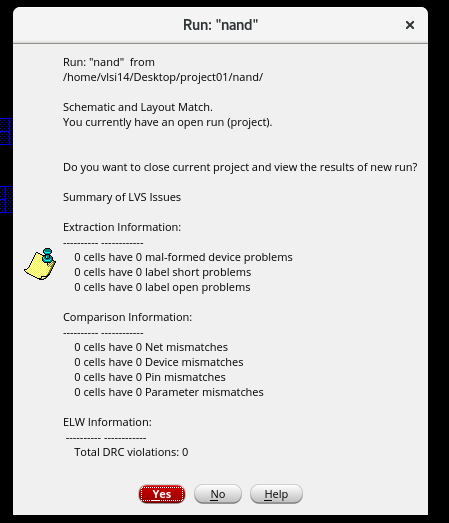 Run: "nand"
Run: "nand" from
/home/vlsi14/Desktop/project01/nand/
Schematic and Layout Match.
You currently have an open run (project).
Do you want to close current project and view the results of new run?
Summary of LVS Issues
Extraction Information:
---------- ------------
0 cells have 0 mal-formed device problems
0 cells have 0 label short problems
0 cells have 0 label open problems
Comparison Information:
---------- ------------
0 cells have 0 Net mismatches
0 cells have 0 Device mismatches
0 cells have 0 Pin mismatches
0 cells have 0 Parameter mismatches
ELW Information:
---------- ------------
Total DRC violations: 0
Yes No Help